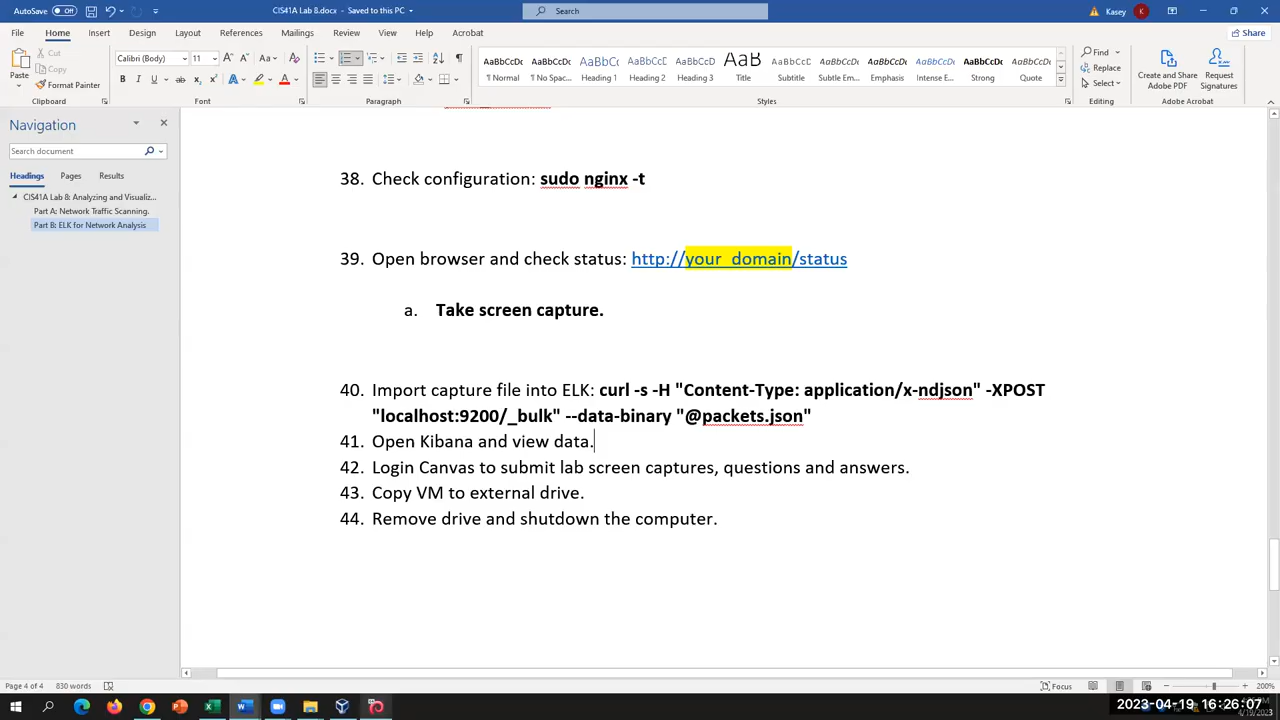 AutoSave Off
CIS41A Lab 8.docx - Saved to this PC
Search
Kasey
K
File Home Insert Design Layout References Mailings Review View Help Acrobat
Share
Paste
Cut
Copy
Format Painter
Calibri (Body) 11
AaBbCcDc AaBbCcDc AaBbC AaBbCcC AaBbCcD AaB AaBbCcD AaBbCcDc AaBbCcDc AaBbCcDc AaBbCcDc AaBbCcDc
¶ Normal ¶ No Spac... Heading 1 Heading 2 Heading 3 Title Subtitle Subtle Em... Emphasis Intense E... Strong Quote
Find
Replace
Select
Create and Share
Adobe PDF
Request
Signatures
Clipboard Font Paragraph Styles Editing Adobe Acrobat
Navigation
Search document
Headings Pages Results
CIS41A Lab 8: Analyzing and Visualiz...
Part A: Network Traffic Scanning.
Part B: ELK for Network Analysis
38. Check configuration: sudo nginx -t
39. Open browser and check status: http://your_domain/status
a. Take screen capture.
40. Import capture file into ELK: curl -s -H "Content-Type: application/x-ndjson" -XPOST
"localhost:9200/_bulk" --data-binary "@packets.json"
41. Open Kibana and view data.
42. Login Canvas to submit lab screen captures, questions and answers.
43. Copy VM to external drive.
44. Remove drive and shutdown the computer.
Page 4 of 4 830 words
Focus
200%
2023-04-19 16:26:07
4/19/2023